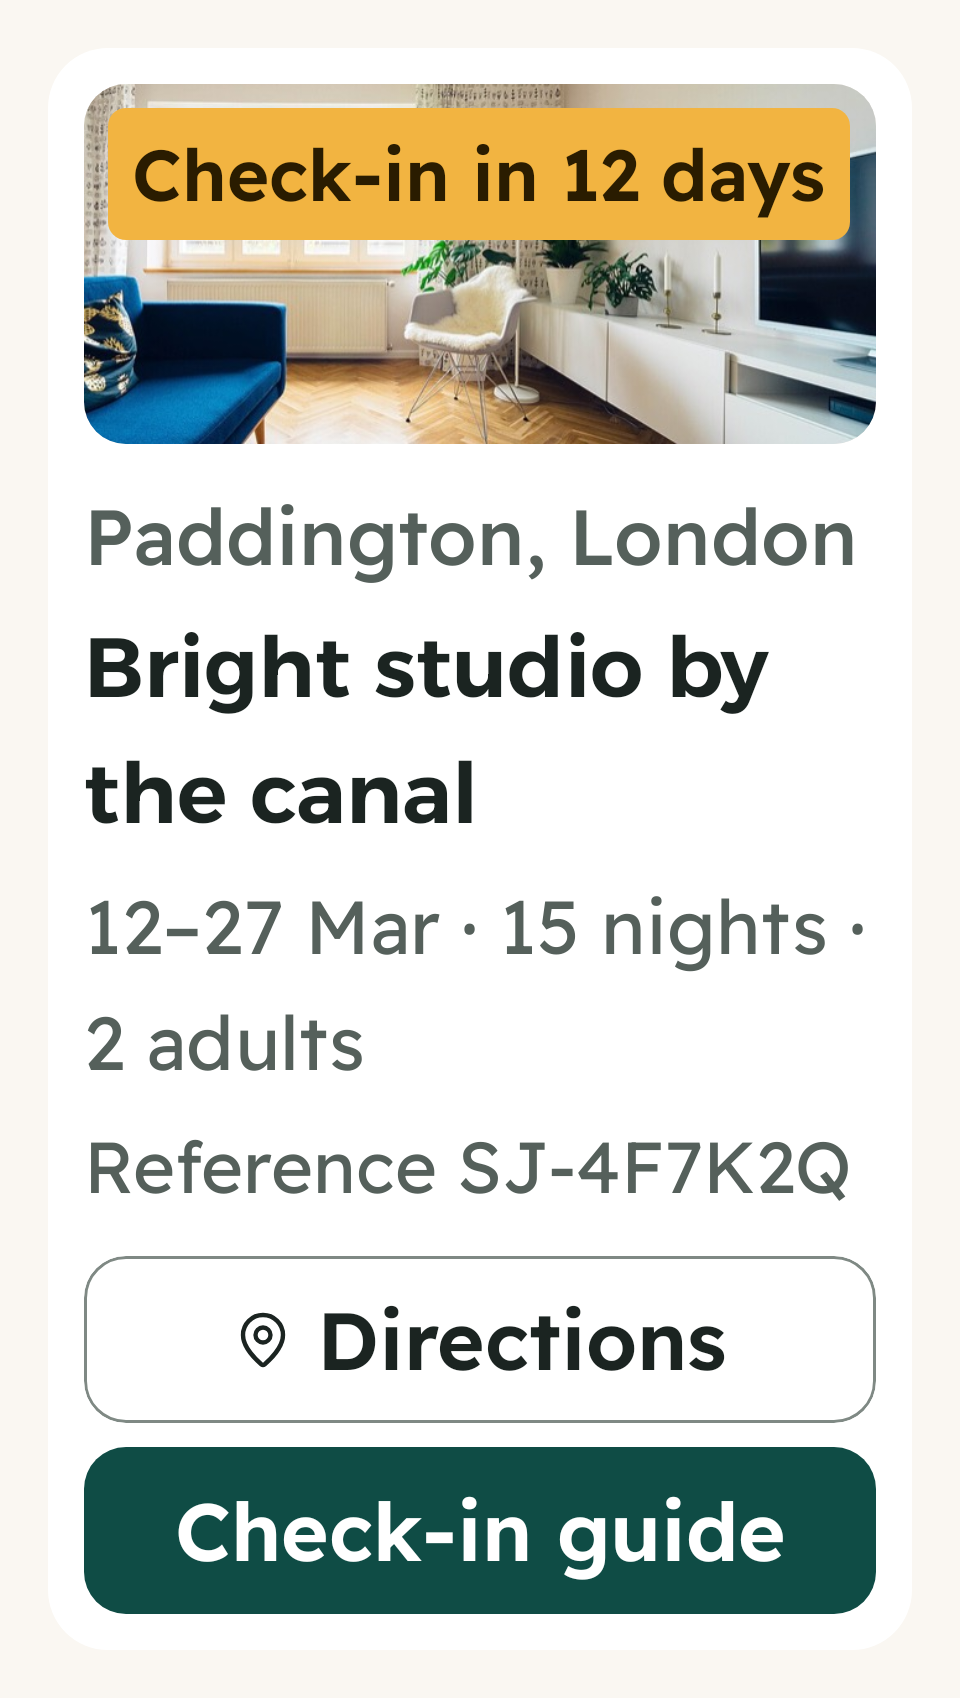 Check-in in 12 days
Paddington, London
Bright studio by
the canal
12–27 Mar · 15 nights ·
2 adults
Reference SJ-4F7K2Q
Directions
Check-in guide